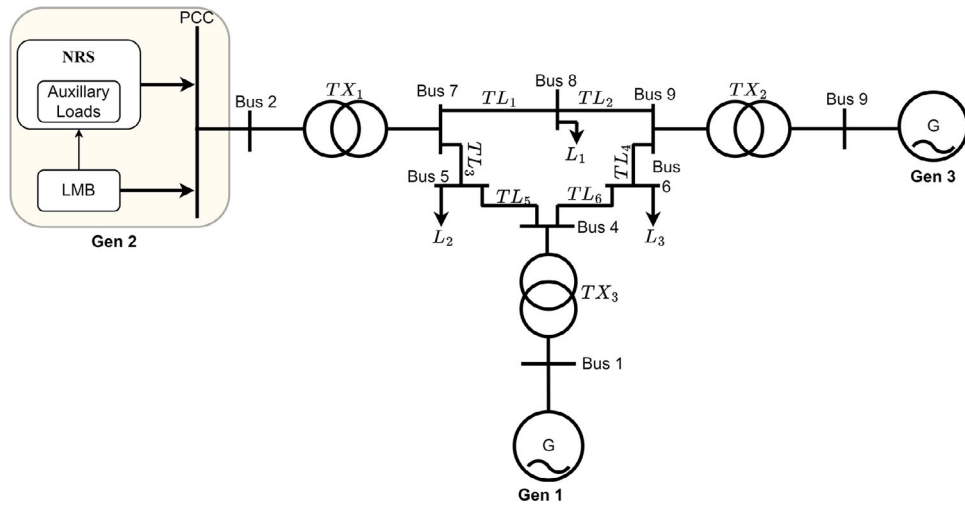 PCC
NRS
Auxillary
Loads
LMB
Gen 2
Bus 2
TX1
Bus 7
TL1
Bus 8
TL2
Bus 9
TX2
Bus 9
G
Gen 3
L1
TL3
TL4
Bus
6
Bus 5
TL5
TL6
L2
Bus 4
L3
TX3
Bus 1
G
Gen 1